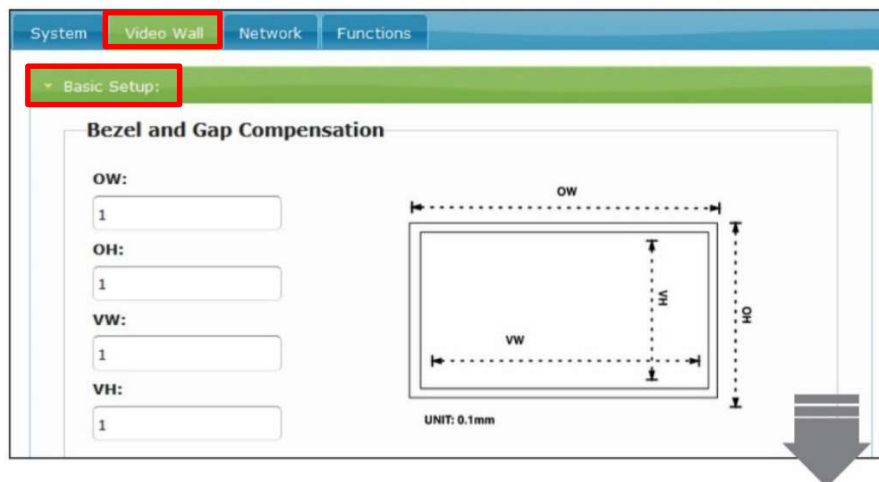 System Video Wall Network Functions
Basic Setup:
Bezel and Gap Compensation
OW:
1
OH:
1
VW:
1
VH:
1
OW
VH
OH
VW
UNIT: 0.1mm